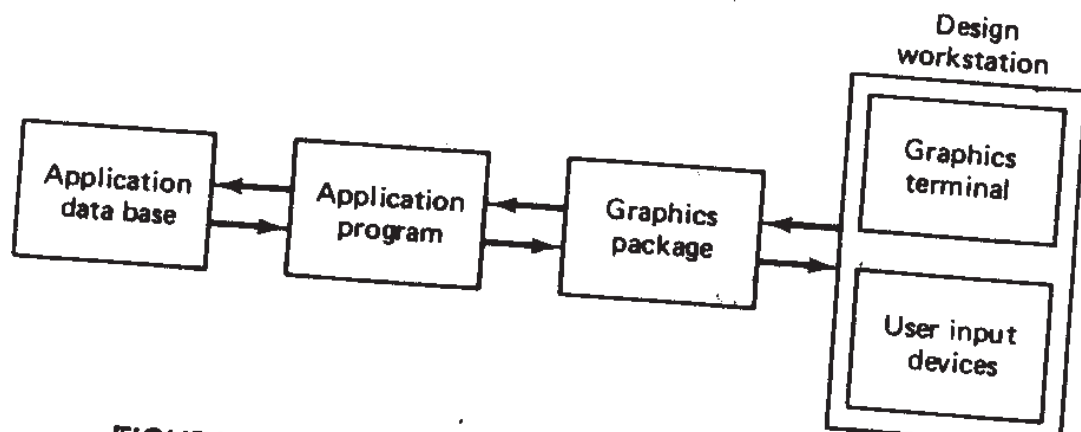 Design
workstation
Application
data base
Application
program
Graphics
package
Graphics
terminal
User input
devices